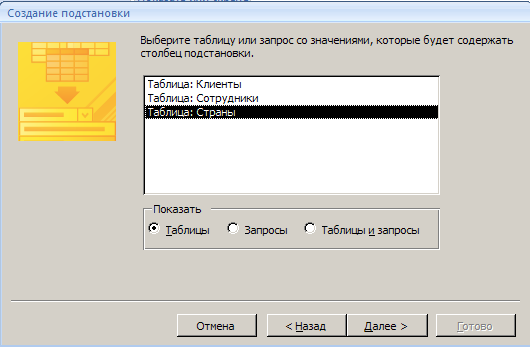 Создание подстановки
Выберите таблицу или запрос со значениями, которые будет содержать
столбец подстановки.
Таблица: Клиенты
Таблица: Сотрудники
Таблица: Страны
Показать
Таблицы Запросы Таблицы и запросы
Отмена < Назад Далее > Готово